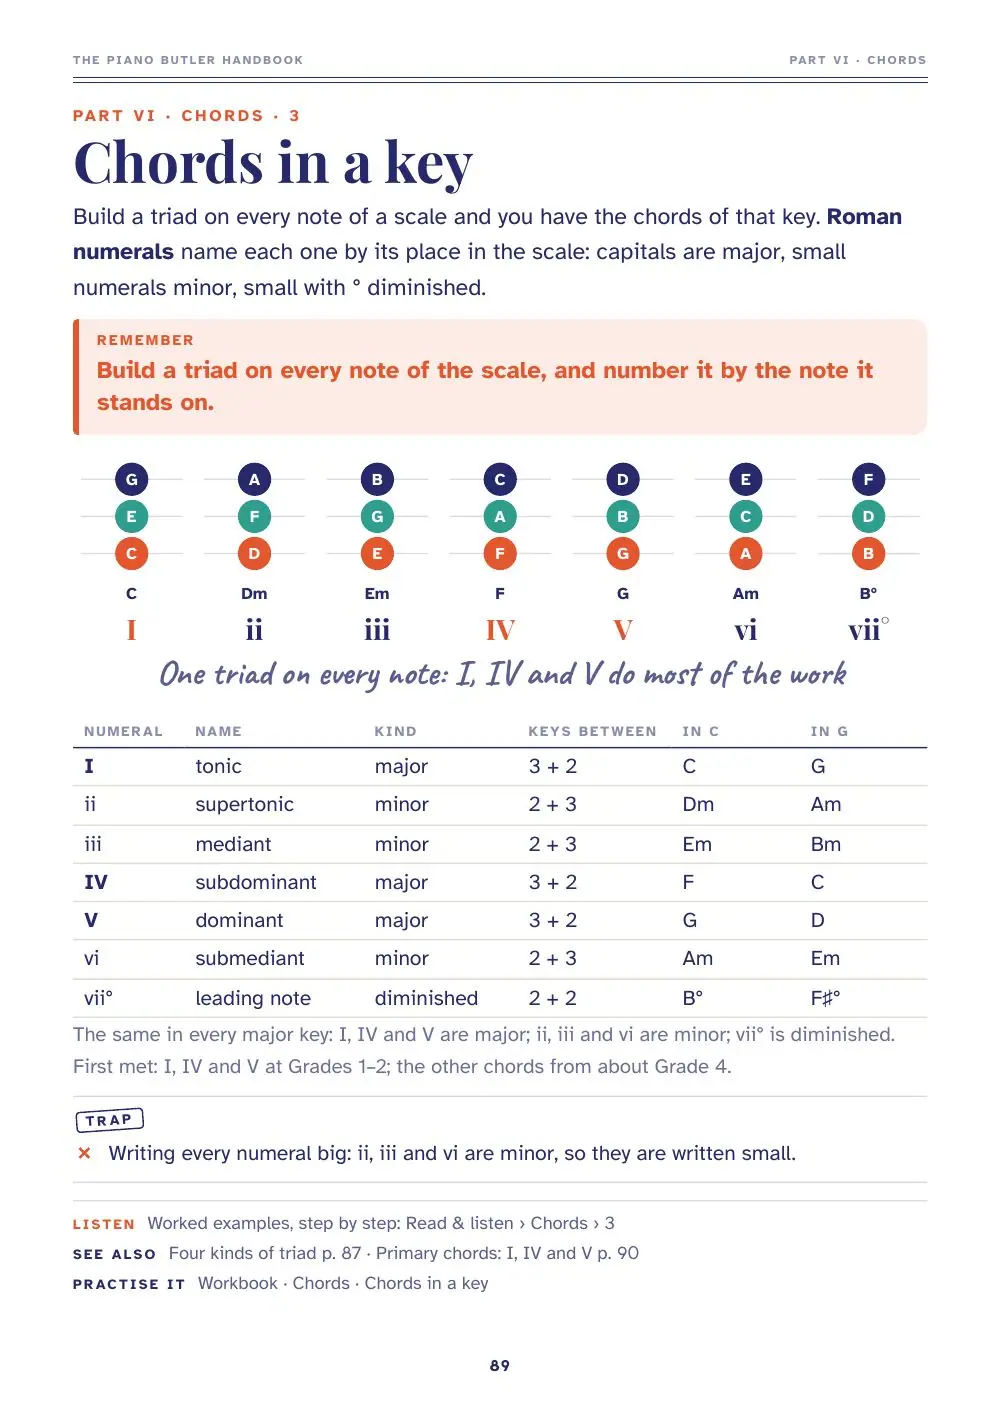 THE PIANO BUTLER HANDBOOK PART VI · CHORDS
PART VI · CHORDS · 3
Chords in a key
Build a triad on every note of a scale and you have the chords of that key. Roman
numerals name each one by its place in the scale: capitals are major, small
numerals minor, small with ° diminished.
REMEMBER
Build a triad on every note of the scale, and number it by the note it
stands on.
G A B C D E F
E F G A B C D
C D E F G A B
C Dm Em F G Am B°
I ii iii IV V vi vii°
One triad on every note: I, IV and V do most of the work
NUMERAL NAME KIND KEYS BETWEEN IN C IN G
I tonic major 3 + 2 C G
ii supertonic minor 2 + 3 Dm Am
iii mediant minor 2 + 3 Em Bm
IV subdominant major 3 + 2 F C
V dominant major 3 + 2 G D
vi submediant minor 2 + 3 Am Em
vii° leading note diminished 2 + 2 B° F♯°
The same in every major key: I, IV and V are major; ii, iii and vi are minor; vii° is diminished.
First met: I, IV and V at Grades 1–2; the other chords from about Grade 4.
TRAP
× Writing every numeral big: ii, iii and vi are minor, so they are written small.
LISTEN Worked examples, step by step: Read & listen › Chords › 3
SEE ALSO Four kinds of triad p. 87 · Primary chords: I, IV and V p. 90
PRACTISE IT Workbook · Chords · Chords in a key
89